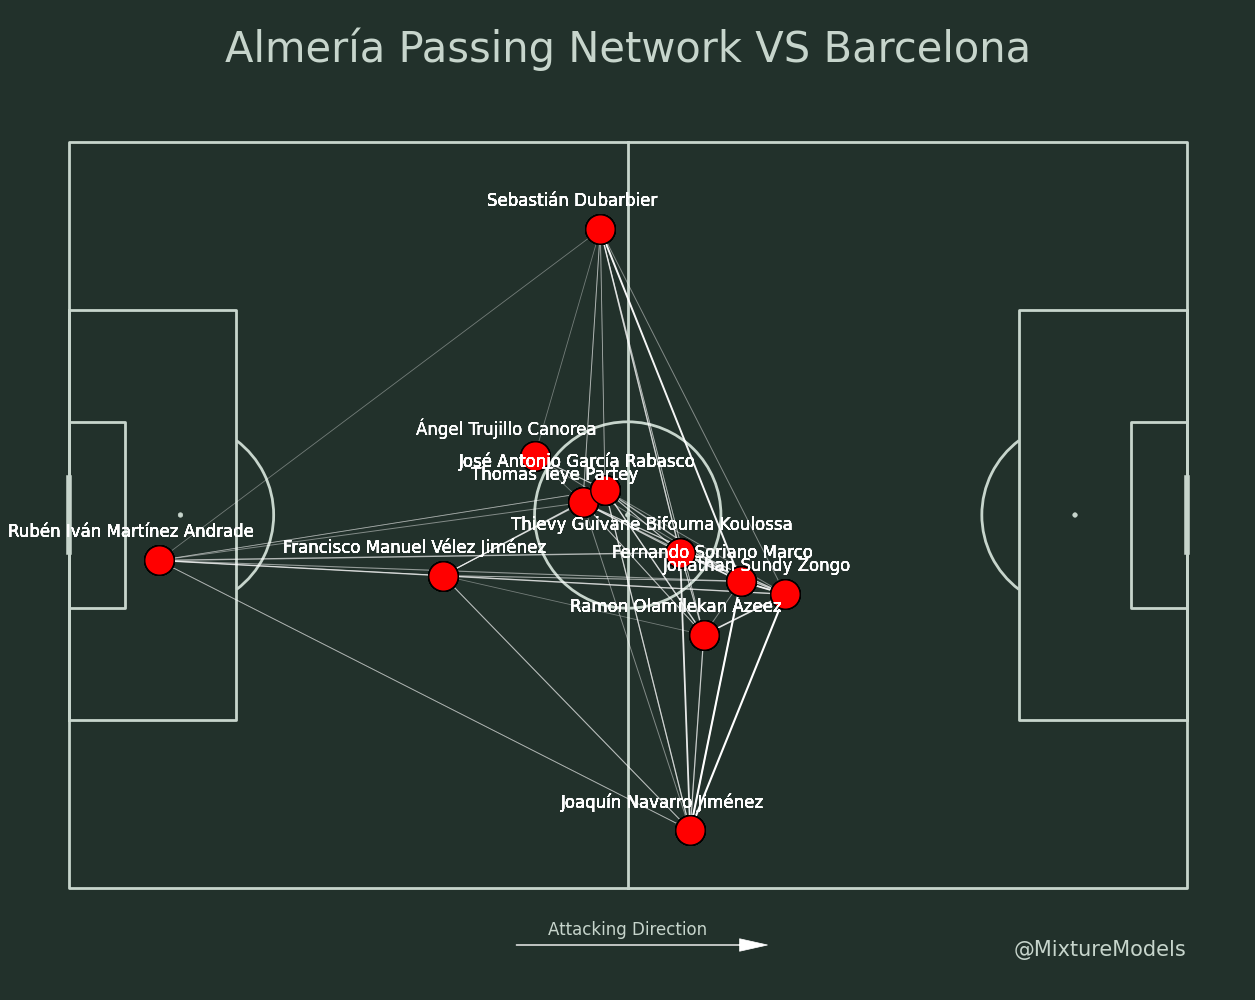 Almería Passing Network VS Barcelona
Sebastián Dubarbier
Ángel Trujillo Canorea
José Antonio García Rabasco
Thomas Teye Partey
Rubén Iván Martínez Andrade
Thievy Guivane Bifouma Koulossa
Francisco Manuel Vélez Jiménez
Fernando Soriano Marco
Jonathan Sundy Zongo
Ramon Olamilekan Azeez
Joaquín Navarro Jiménez
Attacking Direction
@MixtureModels